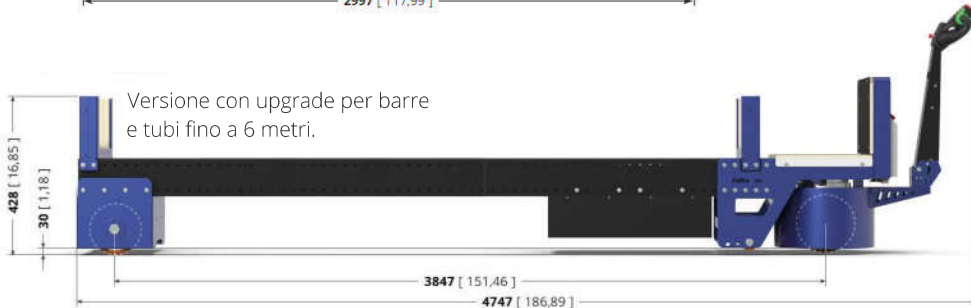 2997 [ 117,99 ]
Versione con upgrade per barre
e tubi fino a 6 metri.
428 [ 16,85 ]
30 [ 1,18 ]
3847 [ 151,46 ]
4747 [ 186,89 ]